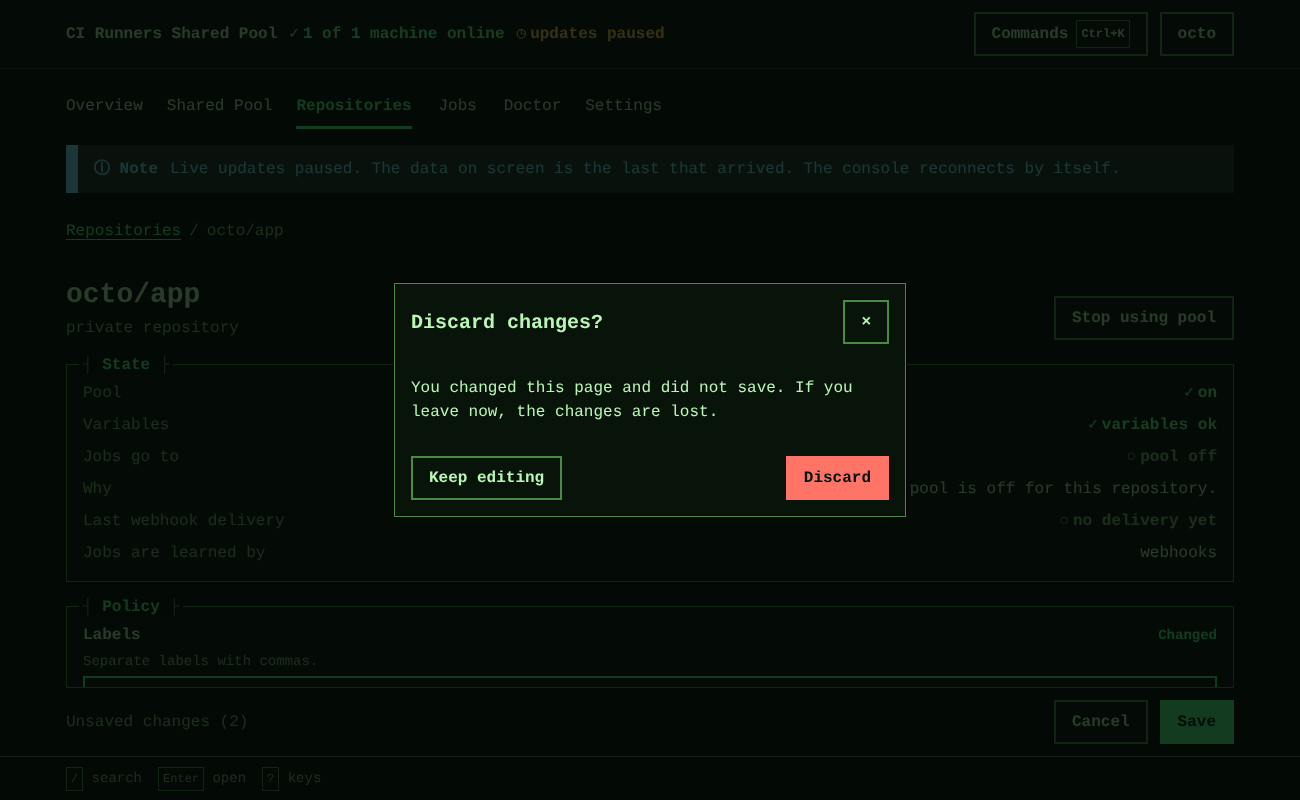 CI Runners Shared Pool ✓ 1 of 1 machine online ◷ updates paused
Commands Ctrl+K octo
Overview Shared Pool Repositories Jobs Doctor Settings
ⓘ Note Live updates paused. The data on screen is the last that arrived. The console reconnects by itself.
Repositories / octo/app
octo/app
private repository
Stop using pool
Discard changes? ×
You changed this page and did not save. If you
leave now, the changes are lost.
Keep editing Discard
State
Pool ✓ on
Variables ✓ variables ok
Jobs go to ○ pool off
Why pool is off for this repository.
Last webhook delivery ○ no delivery yet
Jobs are learned by webhooks
Policy
Labels Changed
Separate labels with commas.
Unsaved changes (2) Cancel Save
/ search Enter open ? keys